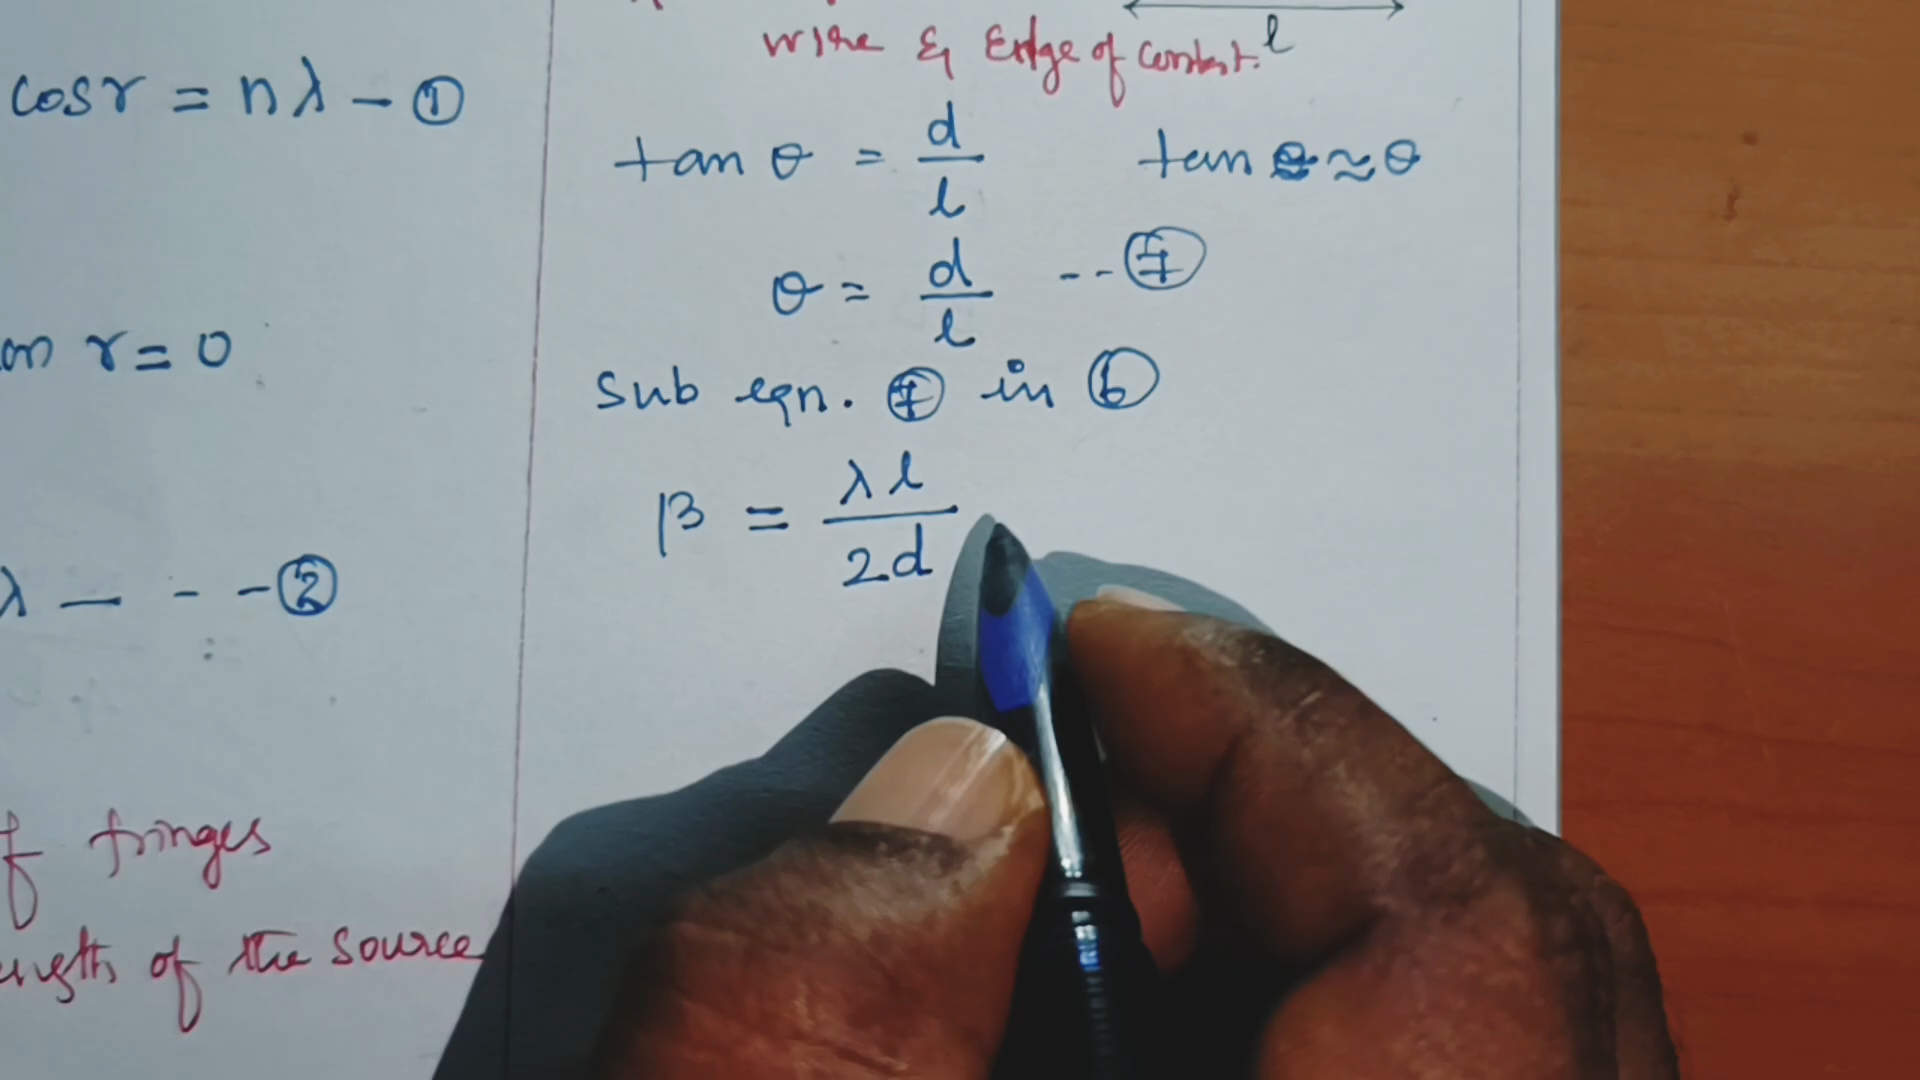 cos r = nλ - ①
r = 0
λ — - - ②
fringes
of the source
l
wire & Edge of contact.
tan θ = d/l tan θ ≈ θ
θ = d/l -- ⑦
Sub eqn. ⑦ in ⑥
β = λl/2d